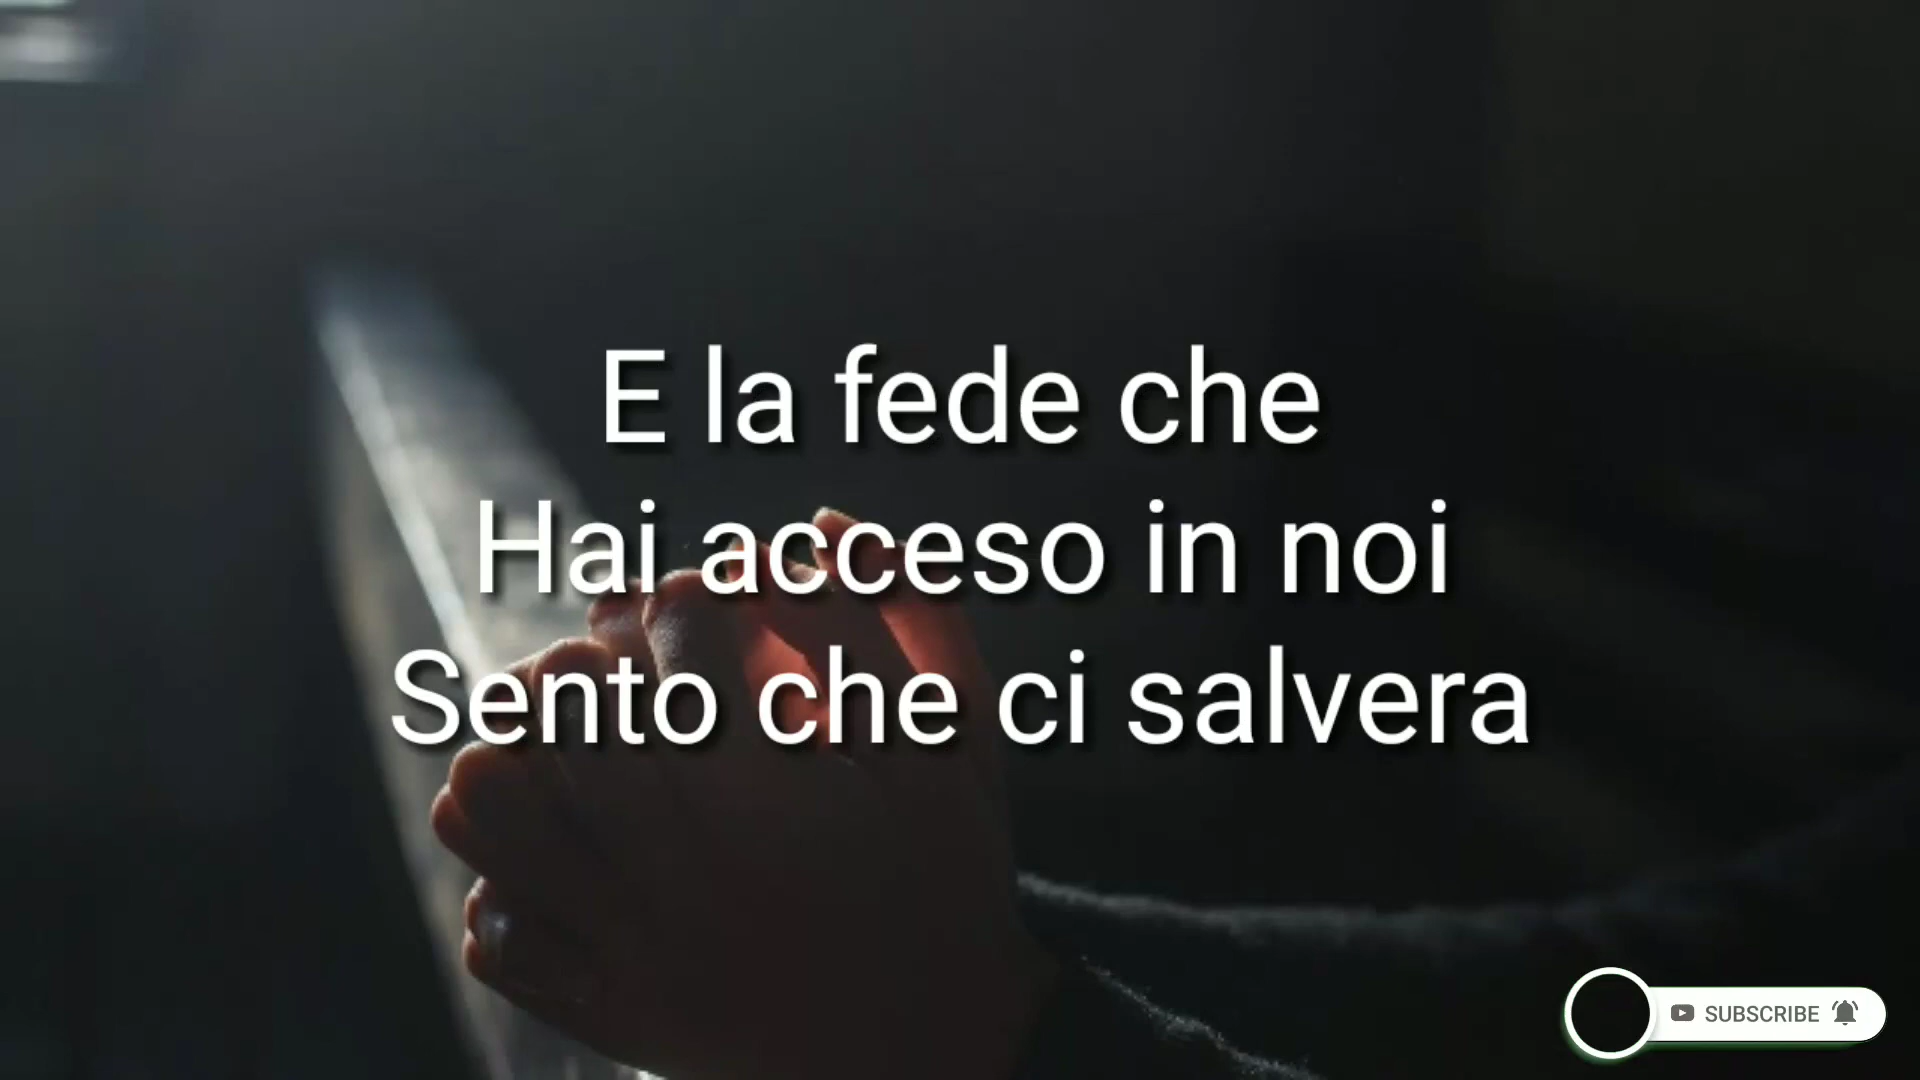 E la fede che
Hai acceso in noi
Sento che ci salvera
SUBSCRIBE